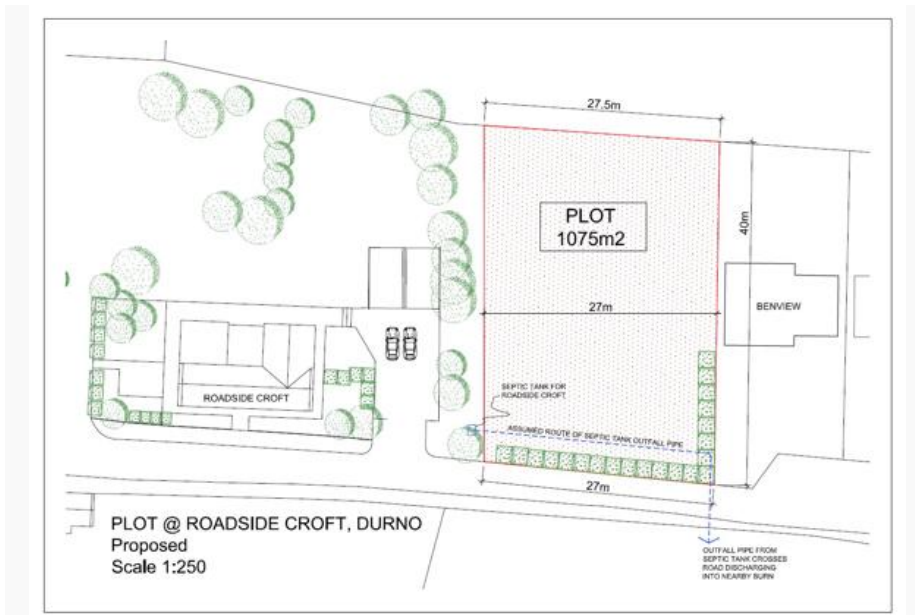 27.5m
PLOT
1075m2
40m
27m
BENVIEW
SEPTIC TANK FOR
ROADSIDE CROFT
ROADSIDE CROFT
ASSUMED ROUTE OF SEPTIC TANK OUTFALL PIPE
27m
PLOT @ ROADSIDE CROFT, DURNO
Proposed
Scale 1:250
OUTFALL PIPE FROM
SEPTIC TANK CROSSES
ROAD DISCHARGING
INTO NEARBY BURN